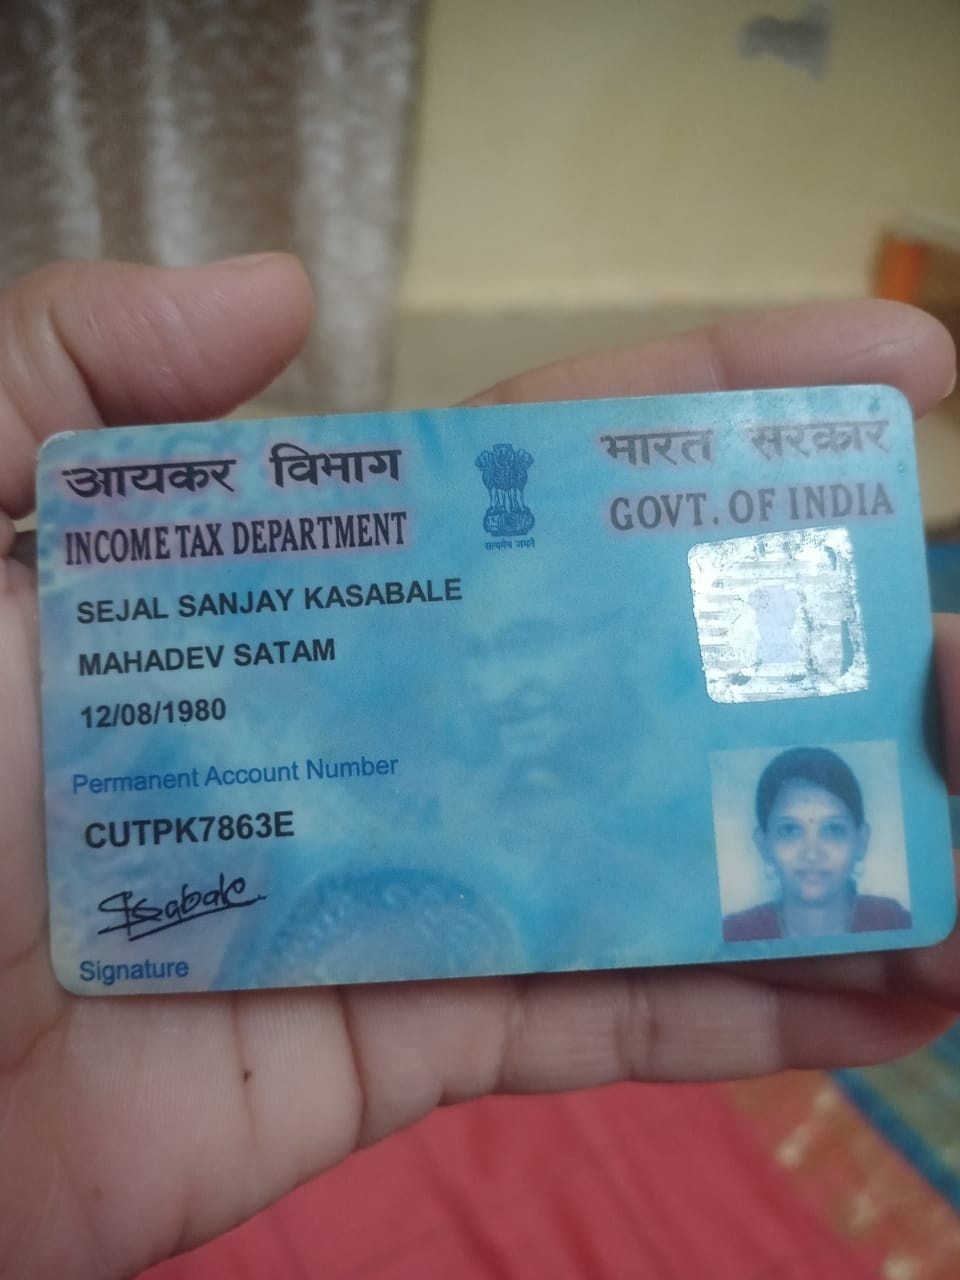 आयकर विभाग
INCOME TAX DEPARTMENT
भारत सरकार
GOVT. OF INDIA
सत्यमेव जयते
SEJAL SANJAY KASABALE
MAHADEV SATAM
12/08/1980
Permanent Account Number
CUTPK7863E
Signature